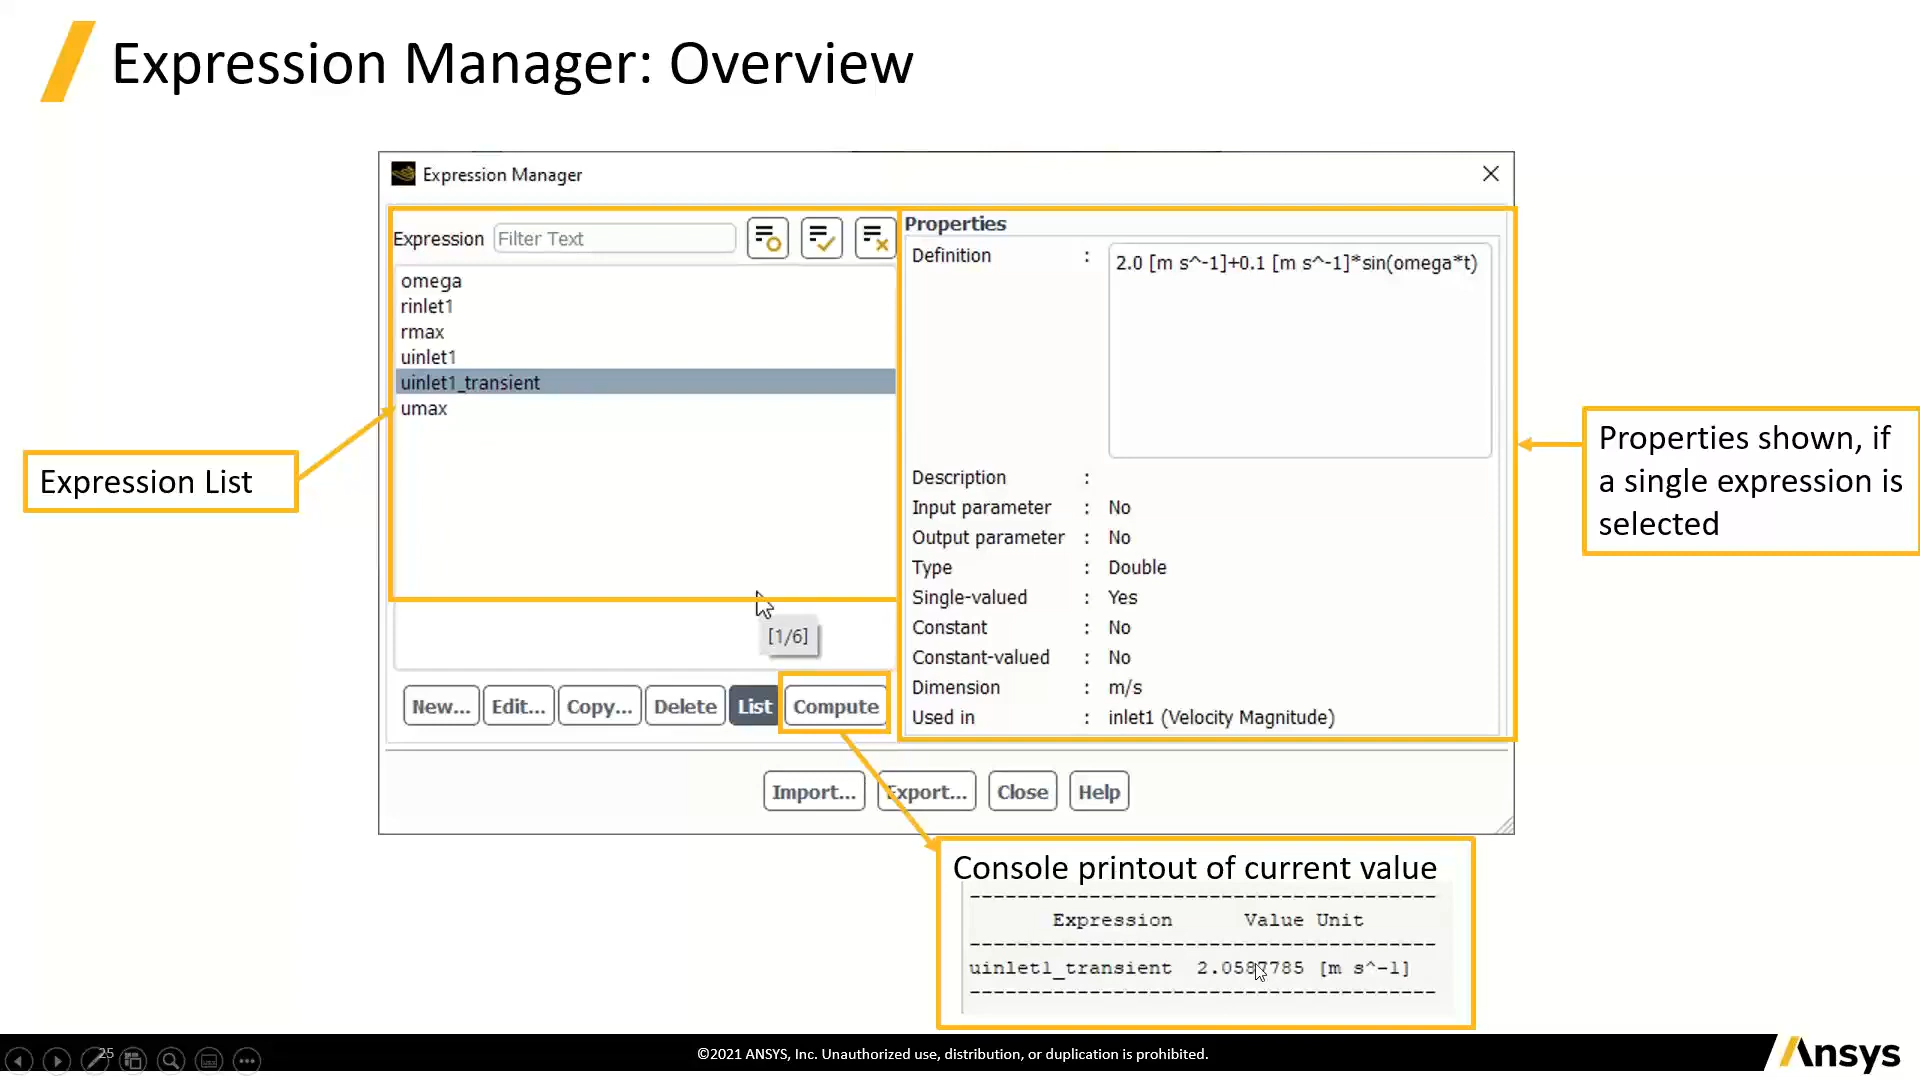 Expression Manager: Overview
Expression Manager
Expression
Filter Text
omega
rinlet1
rmax
uinlet1
uinlet1_transient
umax
[1/6]
New...
Edit...
Copy...
Delete
List
Compute
Properties
Definition : 2.0 [m s^-1]+0.1 [m s^-1]*sin(omega*t)
Description :
Input parameter : No
Output parameter : No
Type : Double
Single-valued : Yes
Constant : No
Constant-valued : No
Dimension : m/s
Used in : inlet1 (Velocity Magnitude)
Import...
Export...
Close
Help
Expression List
Properties shown, if
a single expression is
selected
Console printout of current value
Expression Value Unit
uinlet1_transient 2.0587785 [m s^-1]
25
©2021 ANSYS, Inc. Unauthorized use, distribution, or duplication is prohibited.
Ansys